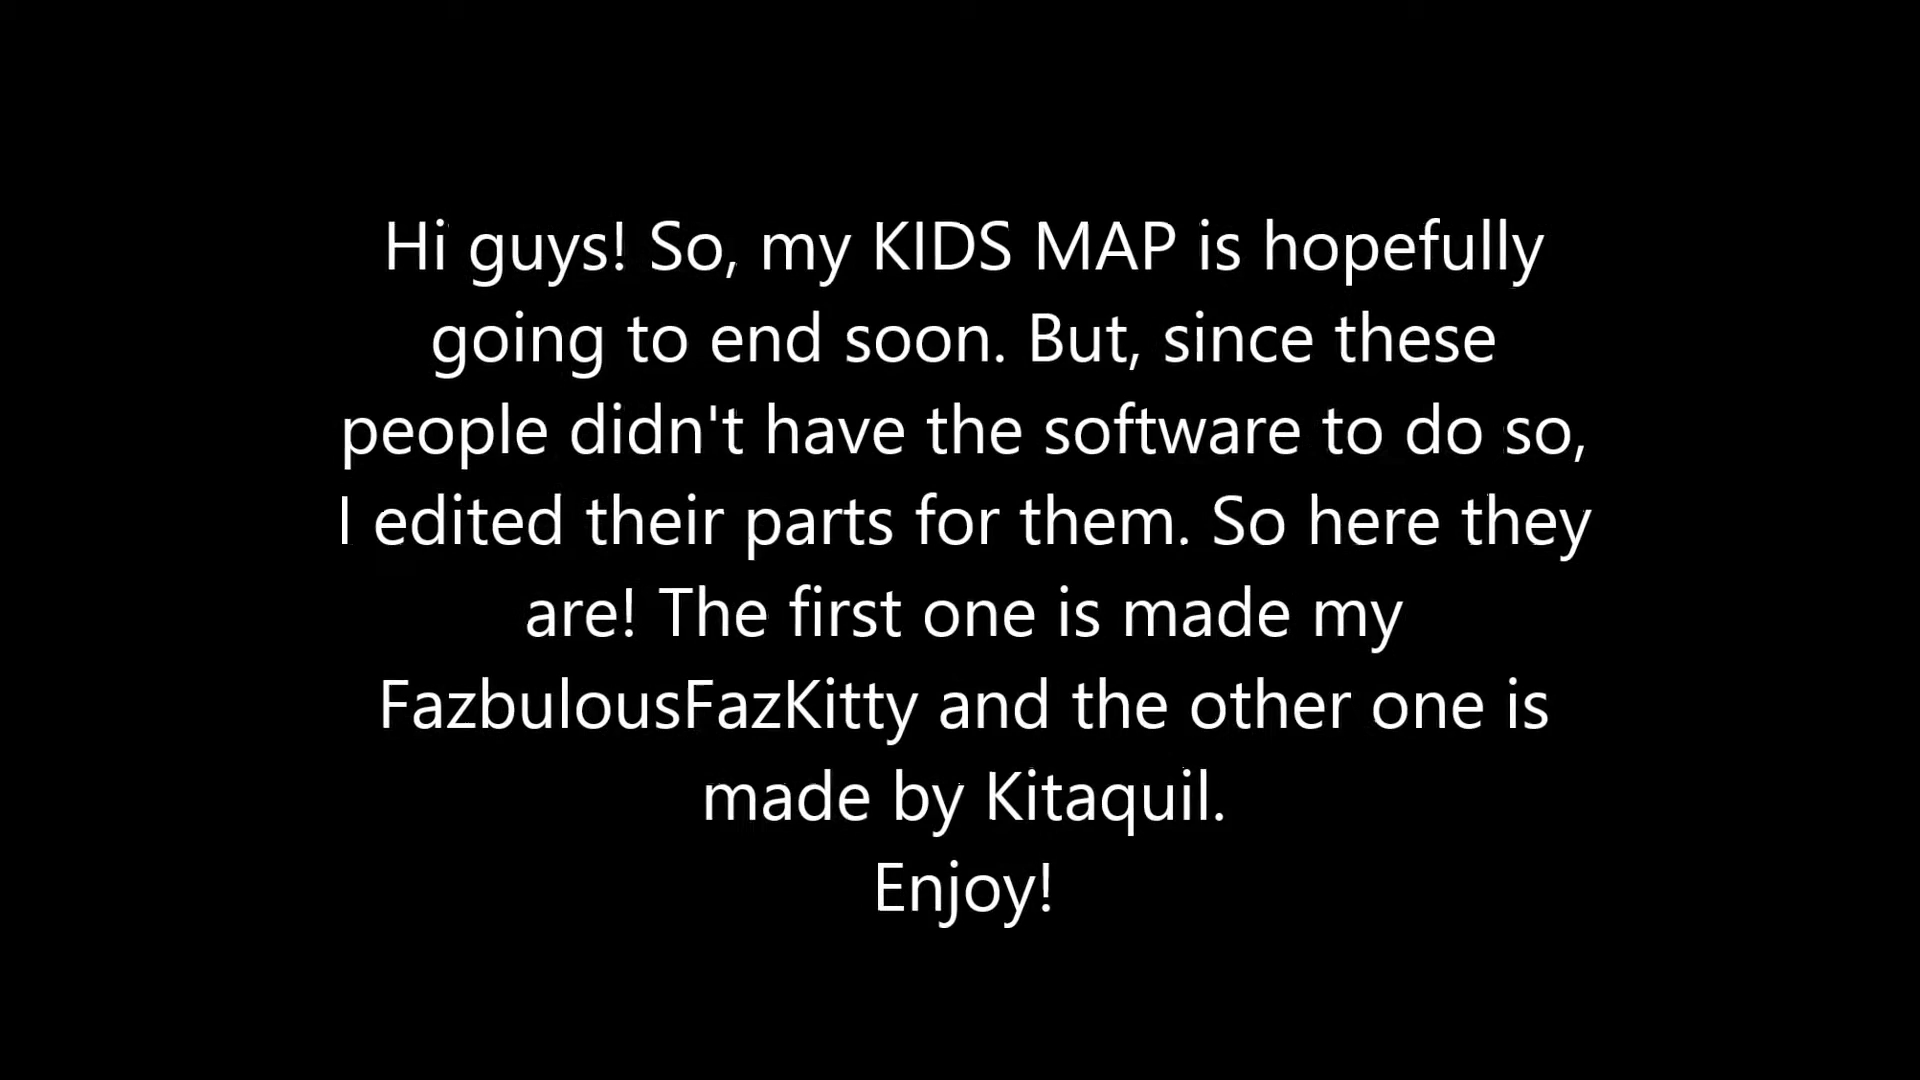 Hi guys! So, my KIDS MAP is hopefully
going to end soon. But, since these
people didn't have the software to do so,
I edited their parts for them. So here they
are! The first one is made my
FazbulousFazKitty and the other one is
made by Kitaquil.
Enjoy!